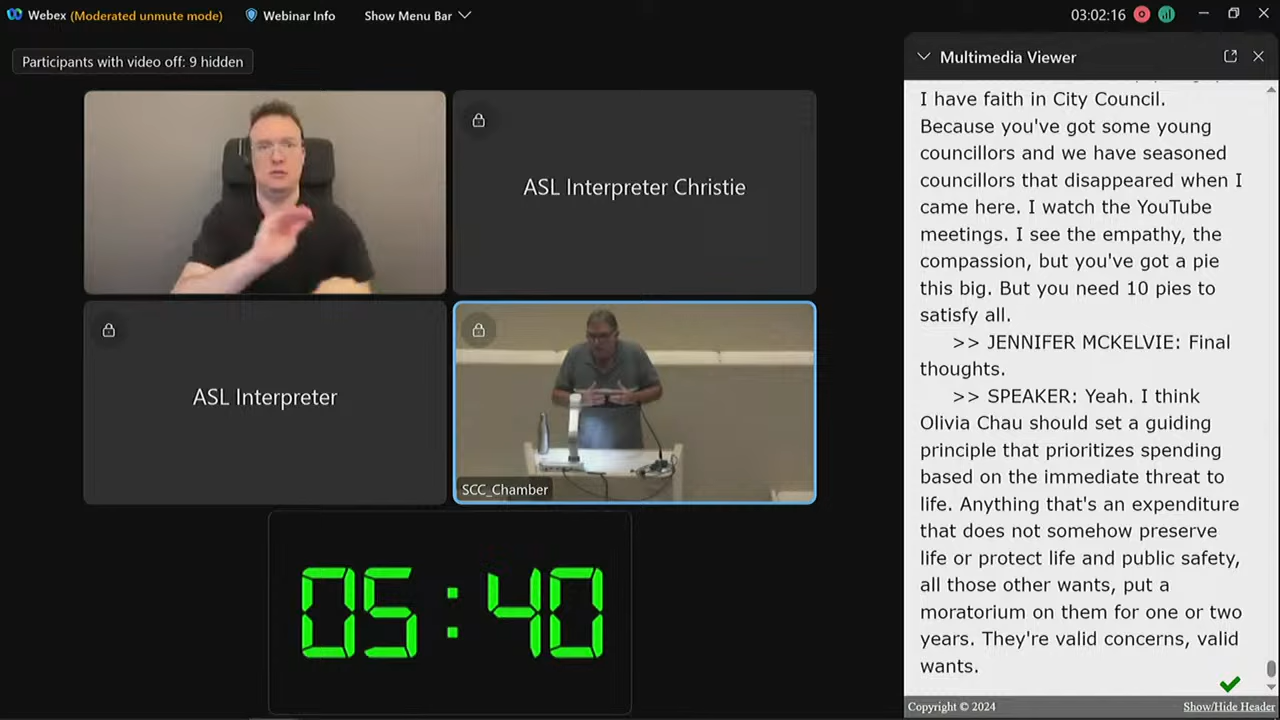 Webex (Moderated unmute mode) Webinar Info Show Menu Bar 03:02:16
Participants with video off: 9 hidden
ASL Interpreter Christie
ASL Interpreter
SCC_Chamber
05:40
Multimedia Viewer
I have faith in City Council.
Because you've got some young
councillors and we have seasoned
councillors that disappeared when I
came here. I watch the YouTube
meetings. I see the empathy, the
compassion, but you've got a pie
this big. But you need 10 pies to
satisfy all.
>> JENNIFER MCKELVIE: Final
thoughts.
>> SPEAKER: Yeah. I think
Olivia Chau should set a guiding
principle that prioritizes spending
based on the immediate threat to
life. Anything that's an expenditure
that does not somehow preserve
life or protect life and public safety,
all those other wants, put a
moratorium on them for one or two
years. They're valid concerns, valid
wants.
Copyright © 2024 Show/Hide Header